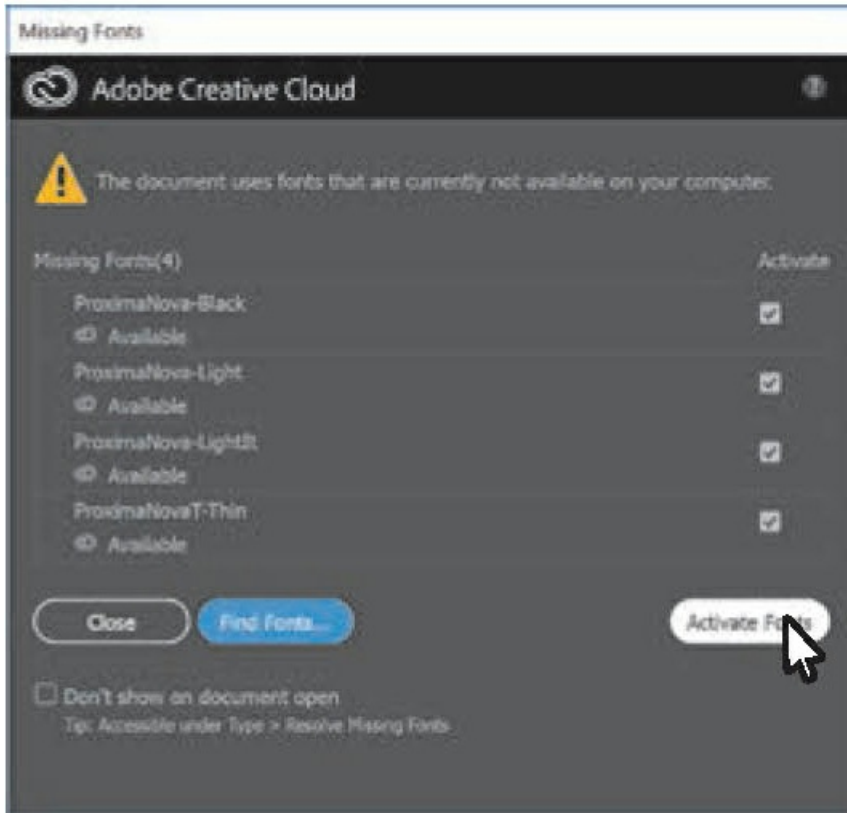 Missing Fonts
Adobe Creative Cloud
The document uses fonts that are currently not available on your computer.
Missing Fonts(4) Activate
ProximaNova-Black
Available
ProximaNova-Light
Available
ProximaNova-LightIt
Available
ProximaNovaT-Thin
Available
Close Find Fonts... Activate Fonts
Don't show on document open
Tip: Accessible under Type > Resolve Missing Fonts